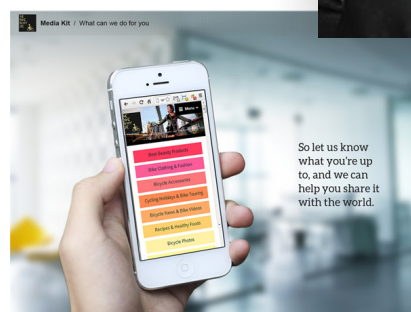 Media Kit / What can we do for you
Menu
Best Beauty Products
Bike Clothing & Fashion
Bicycle Accessories
Cycling Holidays & Bike Touring
Bicycle News & Bike Videos
Recipes & Healthy Foods
Bicycle Photos
So let us know
what you're up
to, and we can
help you share it
with the world.